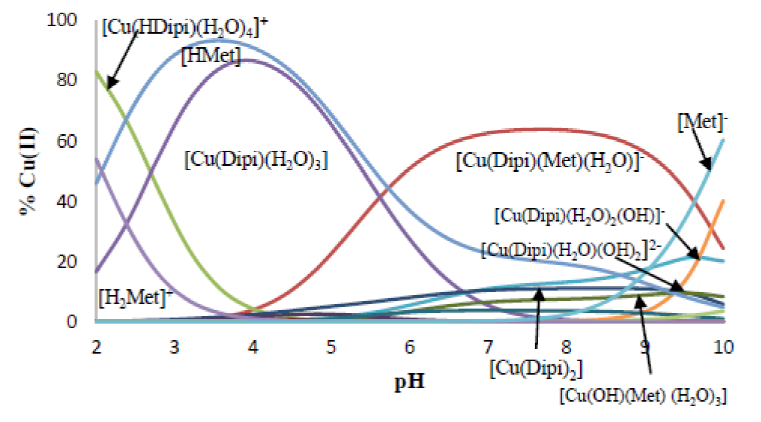 100
[Cu(HDipi)(H₂O)₄]⁺
[HMet]
80
60
[Met]⁻
[Cu(Dipi)(H₂O)₃]
[Cu(Dipi)(Met)(H₂O)]⁻
% Cu(II)
40
[Cu(Dipi)(H₂O)₂(OH)]⁻
[Cu(Dipi)(H₂O)(OH)₂]²⁻
20
[H₂Met]⁺
0
2 3 4 5 6 7 8 9 10
[Cu(Dipi)₂]
pH
[Cu(OH)(Met) (H₂O)₃]